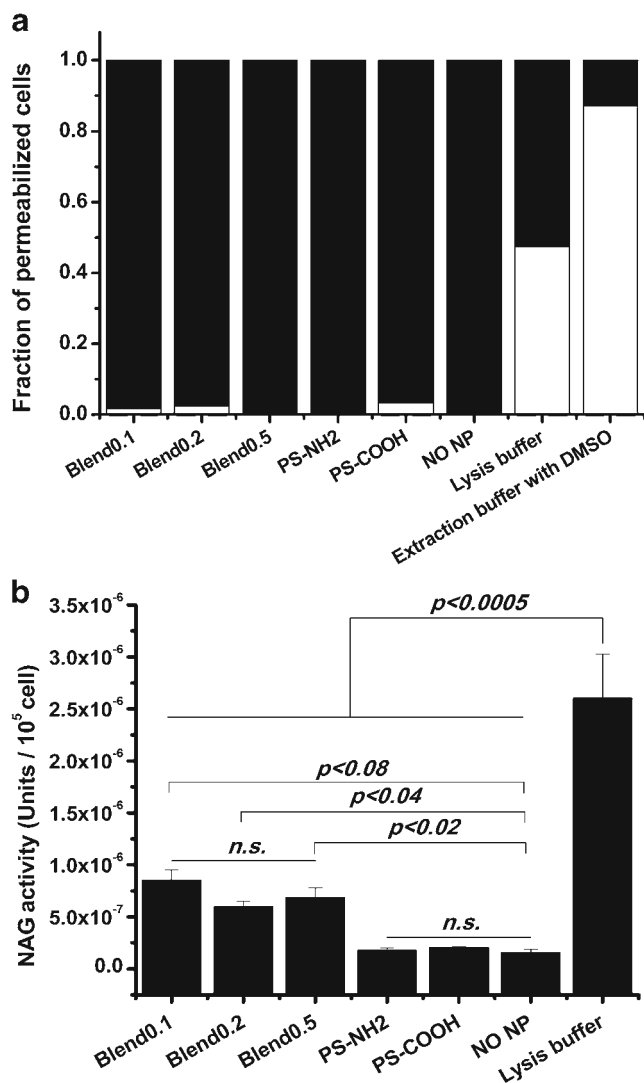 a
Fraction of permeabilized cells
1.0
0.8
0.6
0.4
0.2
0.0
Blend0.1
Blend0.2
Blend0.5
PS-NH2
PS-COOH
NO NP
Lysis buffer
Extraction buffer with DMSO
b
NAG activity (Units / 10⁵ cell)
3.5x10⁻⁶
3.0x10⁻⁶
2.5x10⁻⁶
2.0x10⁻⁶
1.5x10⁻⁶
1.0x10⁻⁶
5.0x10⁻⁷
0.0
p<0.0005
p<0.08
p<0.04
p<0.02
n.s.
n.s.
Blend0.1
Blend0.2
Blend0.5
PS-NH2
PS-COOH
NO NP
Lysis buffer